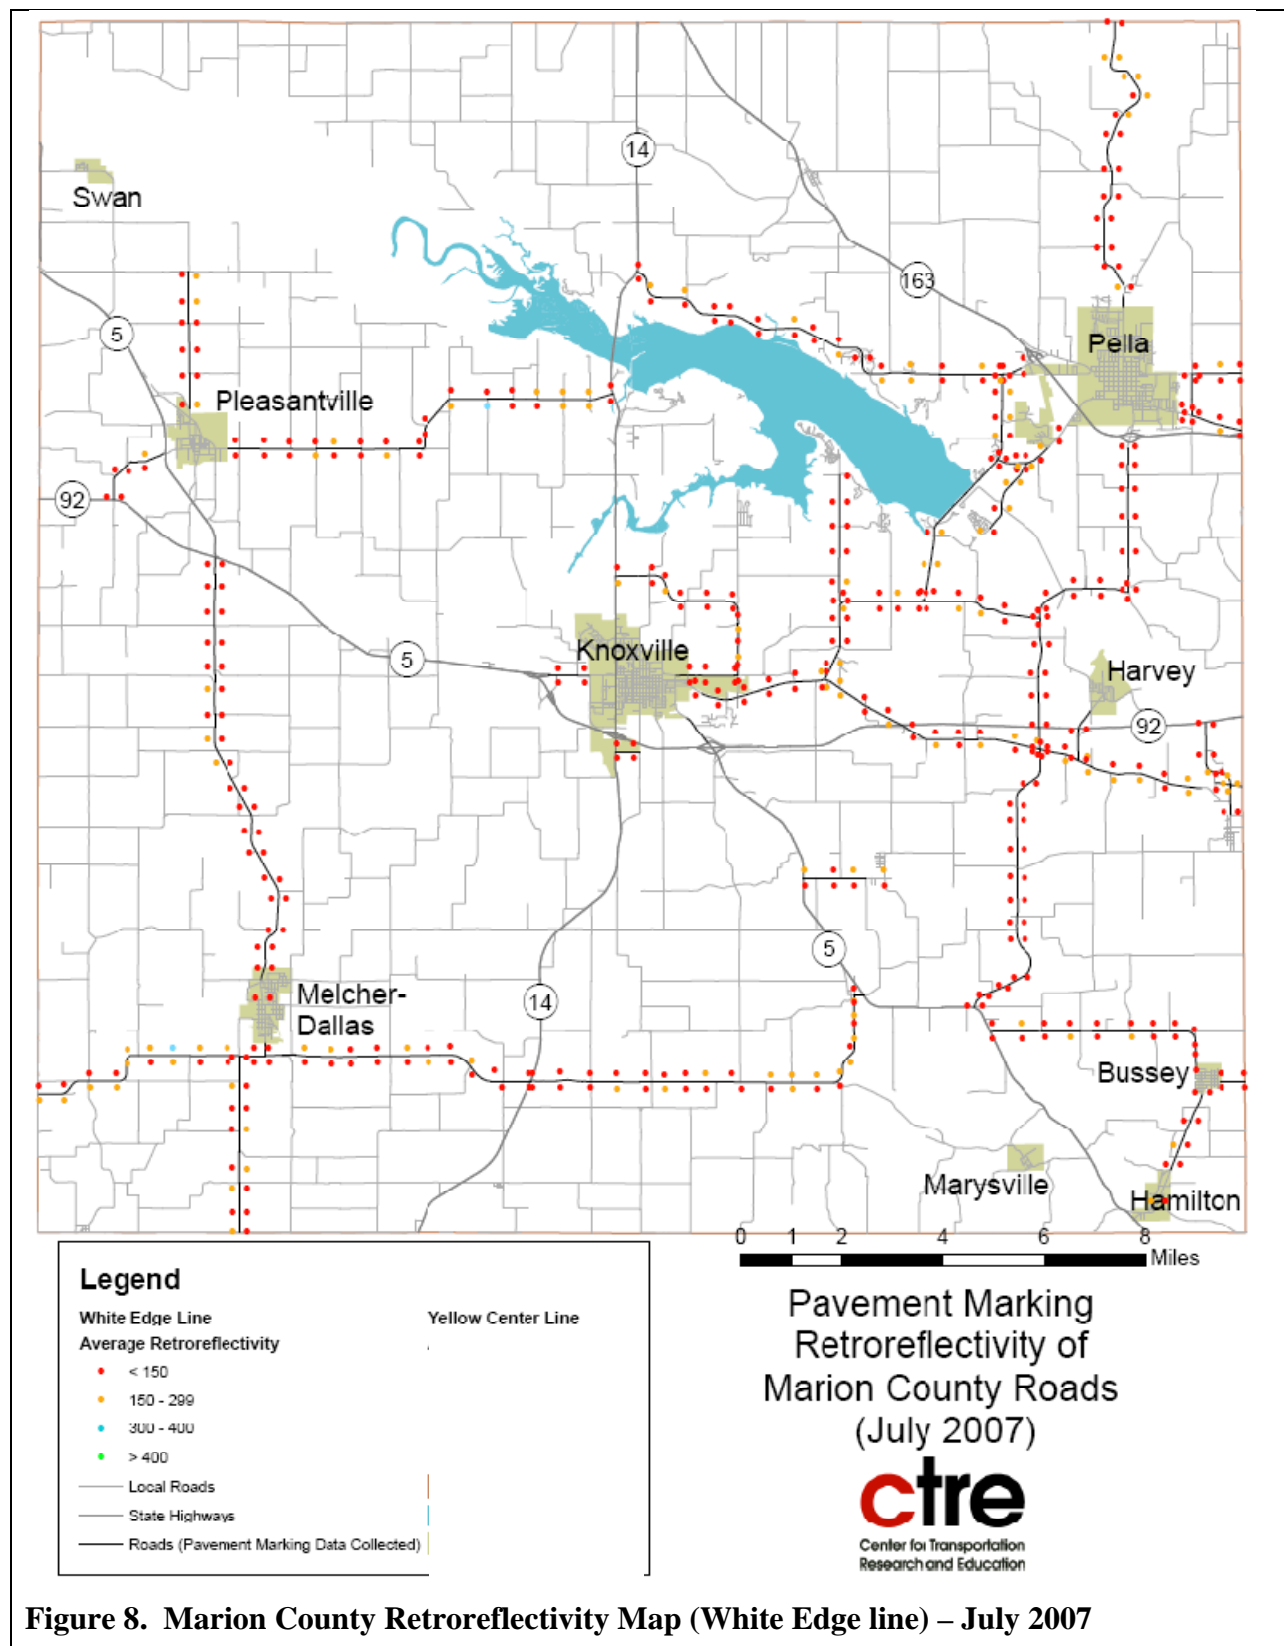 14
Swan
163
5
Pella
Pleasantville
92
Knoxville
5
Harvey
92
5
Melcher-
Dallas
14
Bussey
Marysville
Hamilton
0 1 2 4 6 8
Miles
Legend
White Edge Line
Yellow Center Line
Average Retroreflectivity
< 150
150 - 299
300 - 400
> 400
Local Roads
State Highways
Roads (Pavement Marking Data Collected)
Pavement Marking
Retroreflectivity of
Marion County Roads
(July 2007)
ctre
Center for Transportation
Research and Education
Figure 8. Marion County Retroreflectivity Map (White Edge line) – July 2007